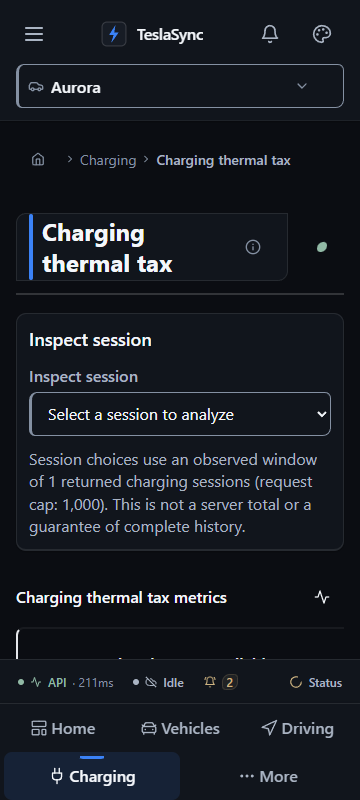 TeslaSync
Aurora
Charging
Charging thermal tax
Charging
thermal tax
Inspect session
Inspect session
Select a session to analyze
Session choices use an observed window
of 1 returned charging sessions (request
cap: 1,000). This is not a server total or a
guarantee of complete history.
Charging thermal tax metrics
API · 211ms
Idle
2
Status
Home
Vehicles
Driving
Charging
More